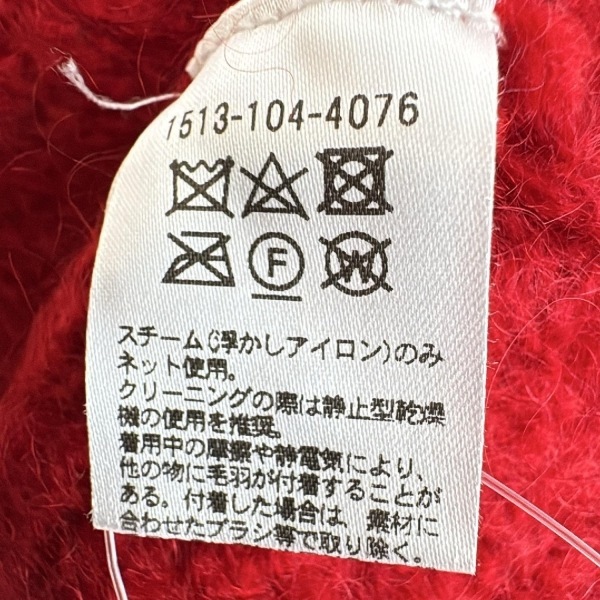 1513-104-4076
F
W
スチーム(浮かしアイロン)のみ
ネット使用。
クリーニングの際は静止型乾燥
機の使用を推奨。
着用中の摩擦や静電気により、
他の物に毛羽が付着することが
ある。付着した場合は、素材に
合わせたブラシ等で取り除く。